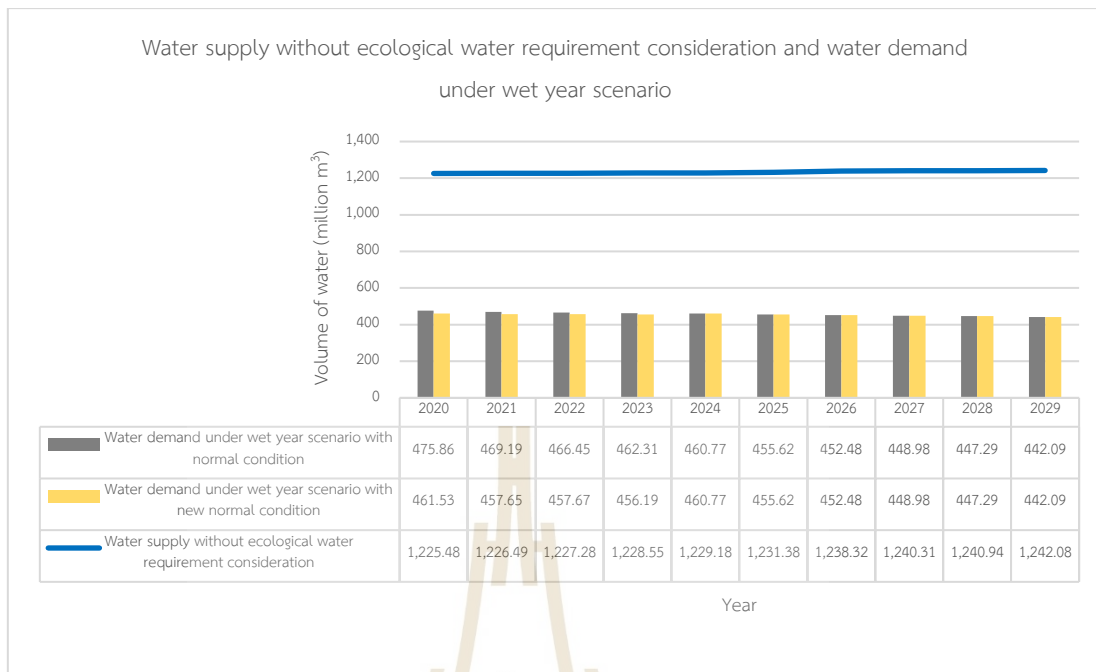 Water supply without ecological water requirement consideration and water demand
under wet year scenario
Volume of water (million m³)
1,400
1,200
1,000
800
600
400
200
0
2020 2021 2022 2023 2024 2025 2026 2027 2028 2029
Water demand under wet year scenario with
normal condition
475.86 469.19 466.45 462.31 460.77 455.62 452.48 448.98 447.29 442.09
Water demand under wet year scenario with
new normal condition
461.53 457.65 457.67 456.19 460.77 455.62 452.48 448.98 447.29 442.09
Water supply without ecological water
requirement consideration
1,225.48 1,226.49 1,227.28 1,228.55 1,229.18 1,231.38 1,238.32 1,240.31 1,240.94 1,242.08
Year